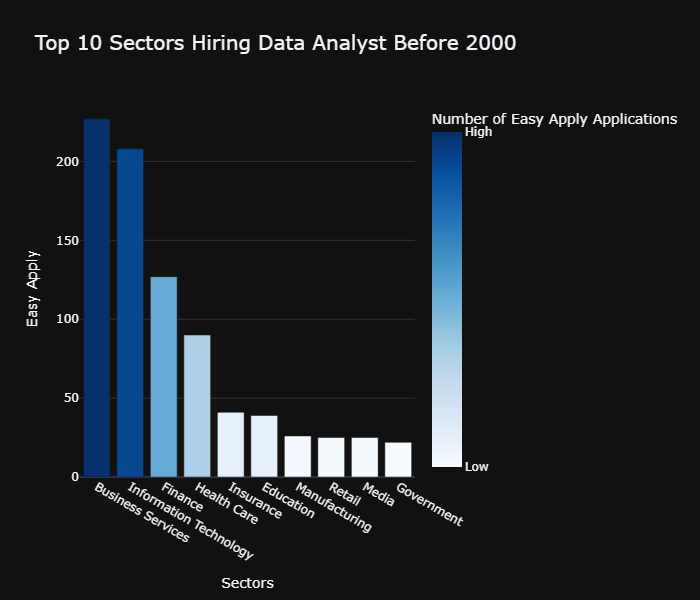 Top 10 Sectors Hiring Data Analyst Before 2000
Number of Easy Apply Applications
High
Low
Easy Apply
200
150
100
50
0
Business Services
Information Technology
Finance
Health Care
Insurance
Education
Manufacturing
Retail
Media
Government
Sectors